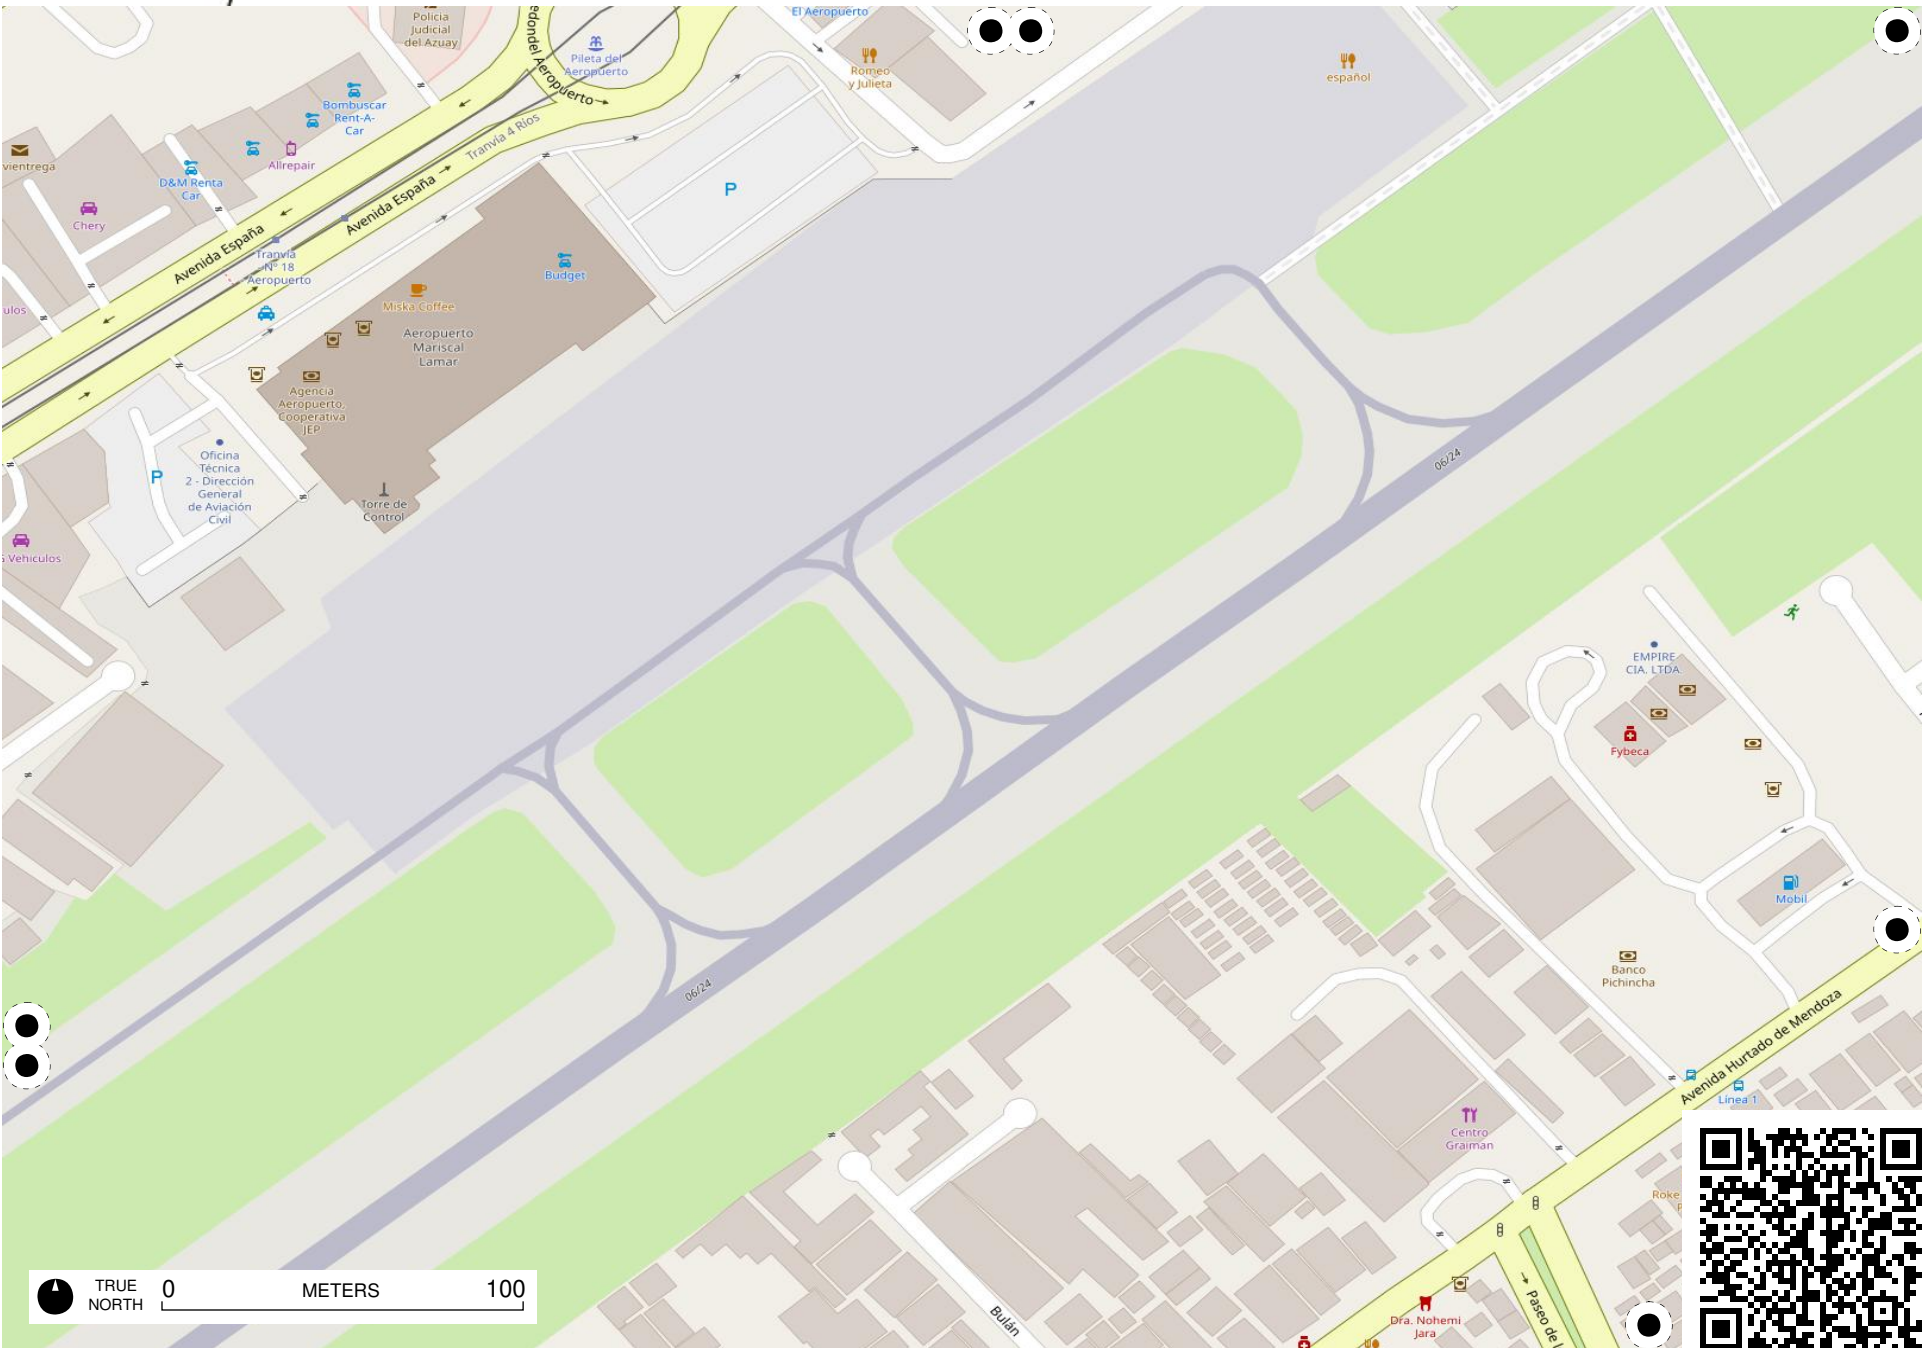 El Aeropuerto
Policía
Judicial
del Azuay
edondel Aeropuerto
Pileta del
Aeropuerto
Romeo
y Julieta
español
Bombuscar
Rent-A-
Car
Tranvía 4 Ríos
Allrepair
vientrega
D&M Renta
Car
Chery
Avenida España
Avenida España
P
Tranvía
N° 18
Aeropuerto
Budget
Miska Coffee
ulos
Aeropuerto
Mariscal
Lamar
Agencia
Aeropuerto,
Cooperativa
JEP
Oficina
Técnica
2 - Dirección
General
de Aviación
Civil
P
Torre de
Control
Vehiculos
06/24
EMPIRE
CIA. LTDA.
Fybeca
Mobil
Banco
Pichincha
06/24
Avenida Hurtado de Mendoza
Línea 1
Centro
Graiman
Roke
TRUE
NORTH
0 METERS 100
Bulán
Paseo de l
Dra. Nohemi
Jara